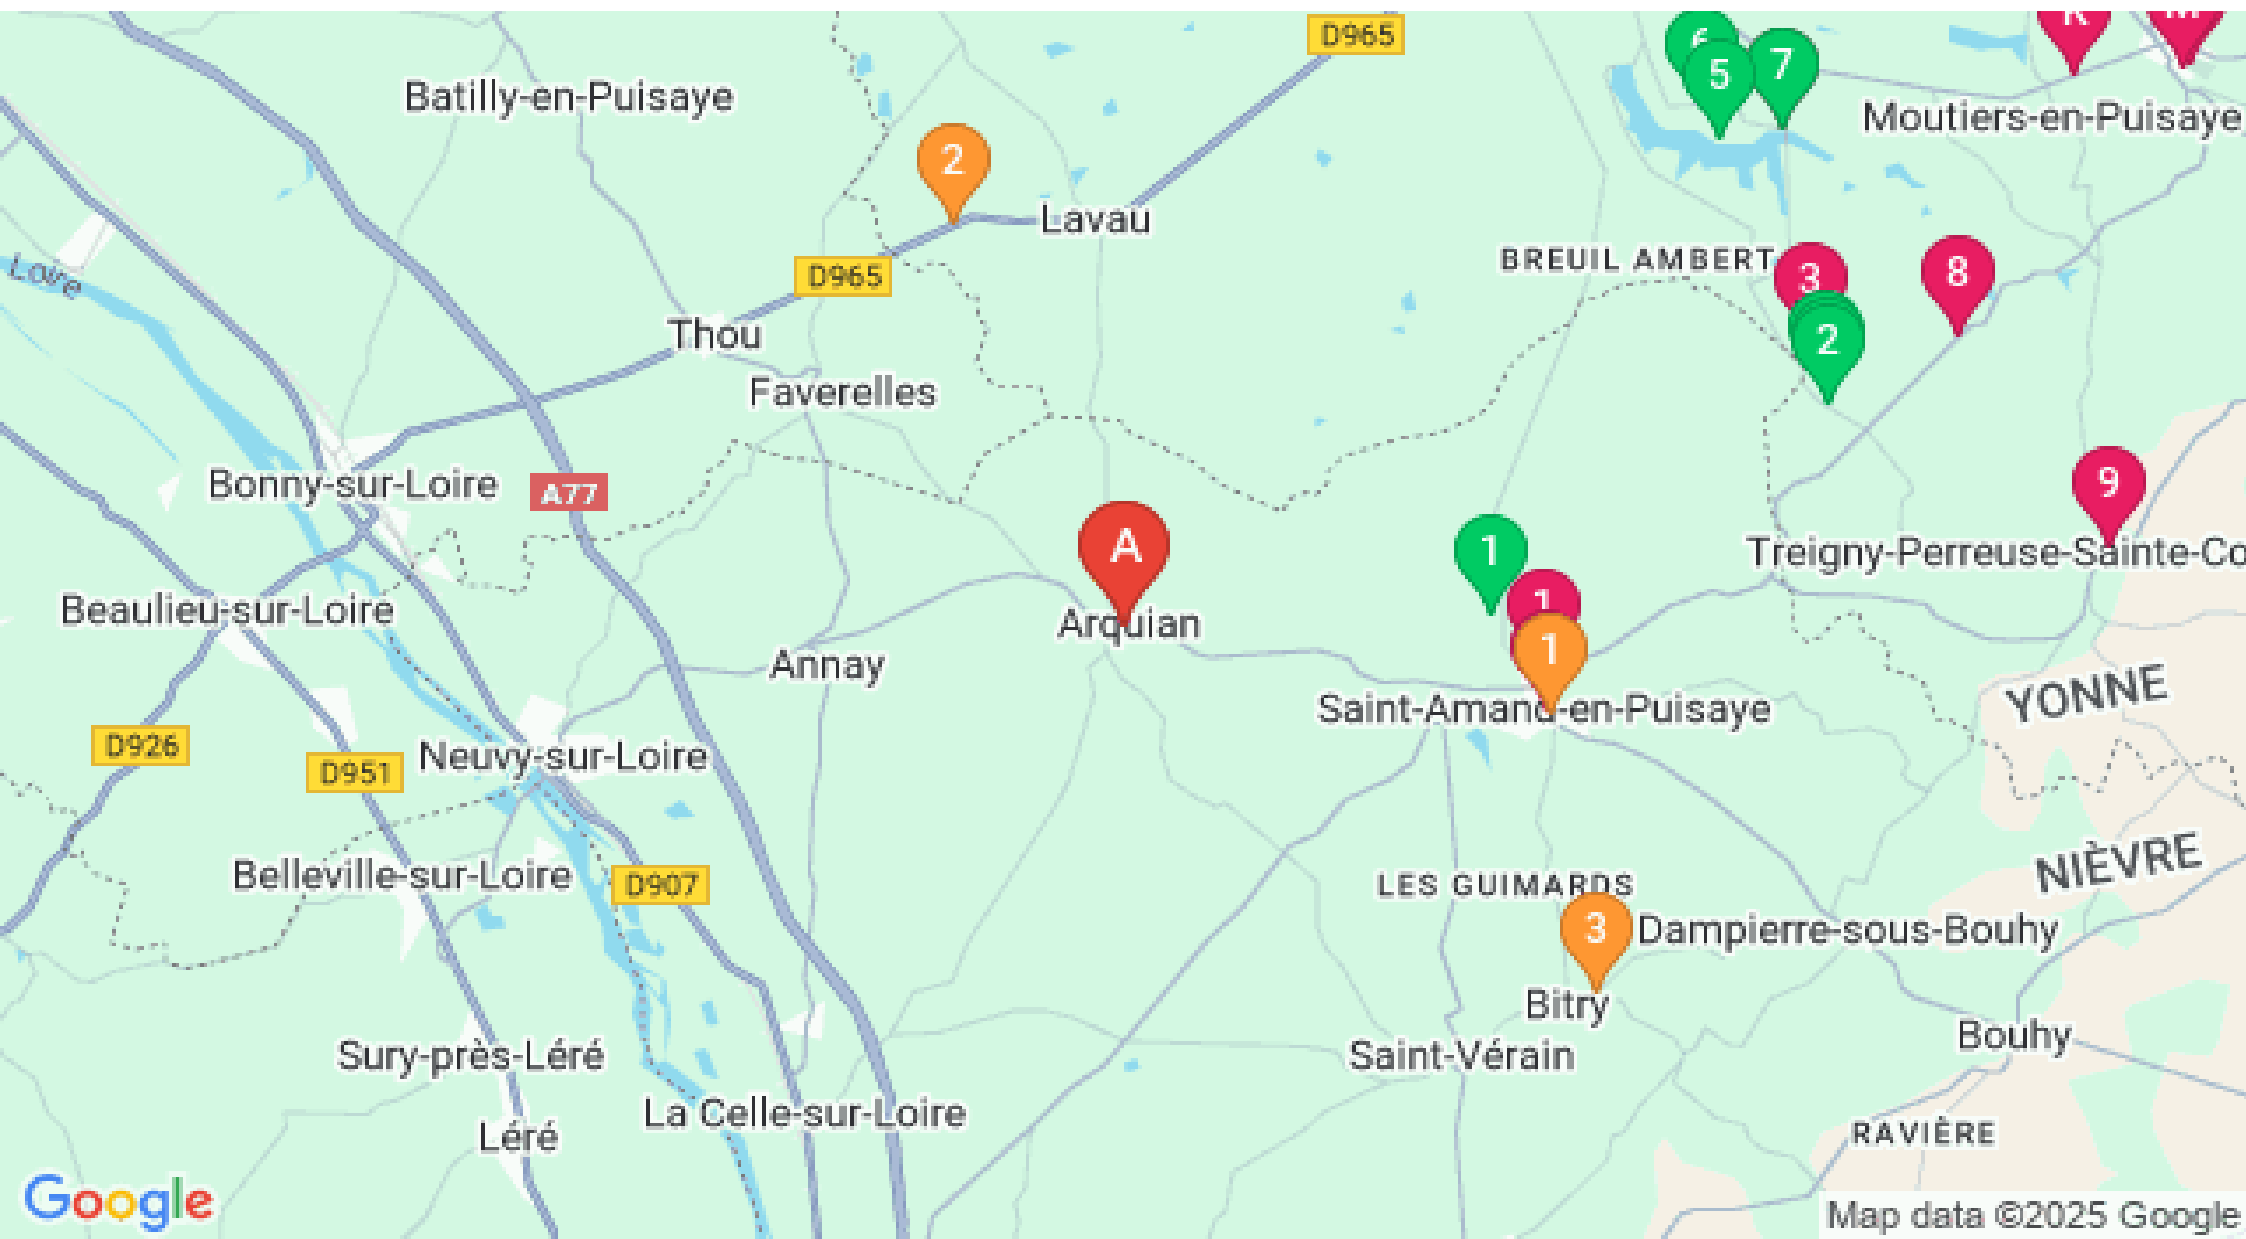 D965
6
7
5
R
M
Batilly-en-Puisaye
Moutiers-en-Puisaye
2
Lavau
BREUIL AMBERT
Loire
D965
3
8
Thou
2
Faverelles
Bonny-sur-Loire
A77
9
A
1
Treigny-Perreuse-Sainte-Co
Beaulieu-sur-Loire
Arquian
1
1
Annay
YONNE
Saint-Amand-en-Puisaye
D926
D951
Neuvy-sur-Loire
Belleville-sur-Loire
D907
LES GUIMARDS
NIÈVRE
3
Dampierre-sous-Bouhy
Bitry
Bouhy
Sury-près-Léré
Saint-Vérain
La Celle-sur-Loire
Léré
RAVIÈRE
Google
Map data ©2025 Google